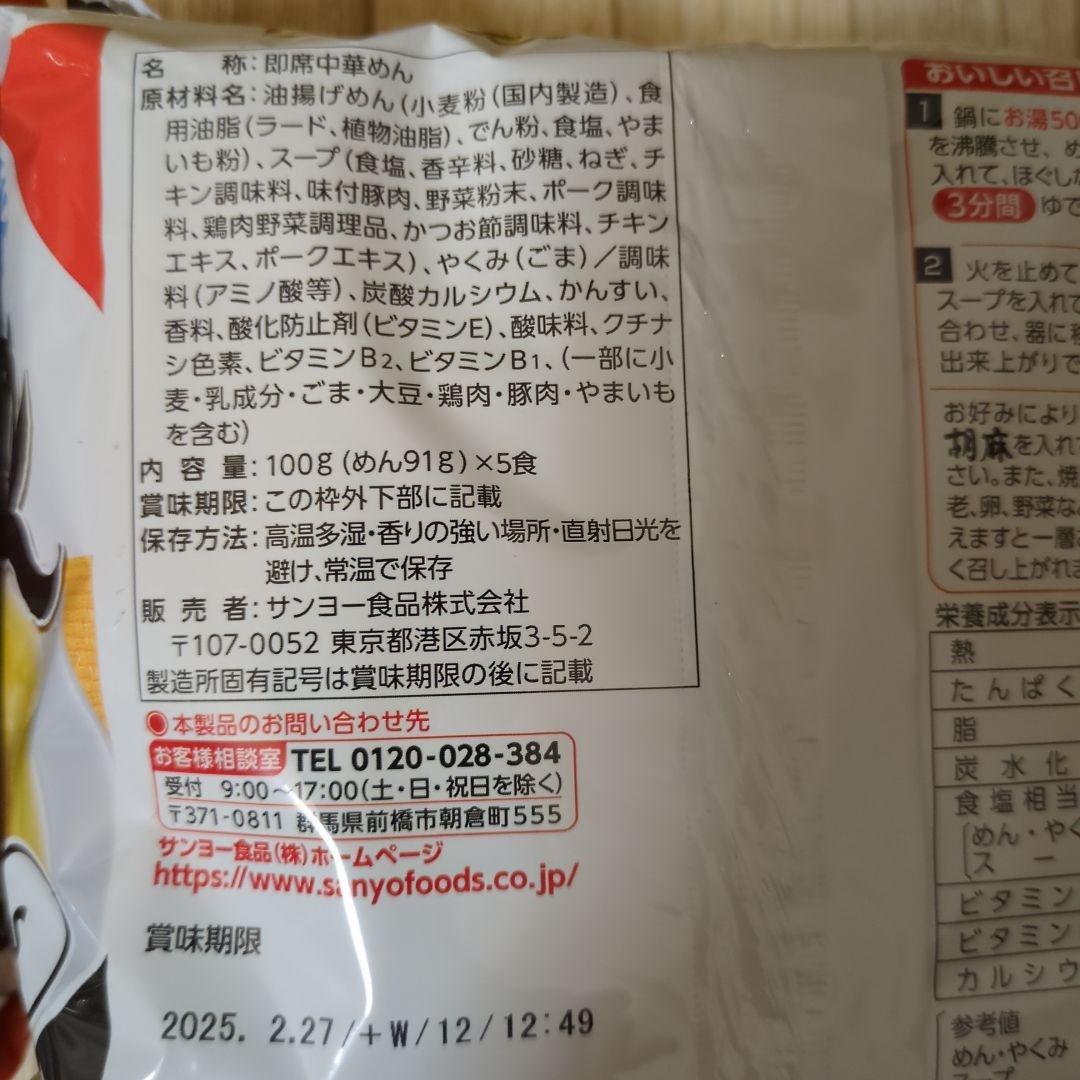 名 称:即席中華めん
原材料名:油揚げめん(小麦粉(国内製造)、食
用油脂(ラード、植物油脂)、でん粉、食塩、やま
いも粉)、スープ(食塩、香辛料、砂糖、ねぎ、チ
キン調味料、味付豚肉、野菜粉末、ポーク調味
料、鶏肉野菜調理品、かつお節調味料、チキン
エキス、ポークエキス)、やくみ(ごま)/調味
料(アミノ酸等)、炭酸カルシウム、かんすい、
香料、酸化防止剤(ビタミンE)、酸味料、クチナ
シ色素、ビタミンB2、ビタミンB1、(一部に小
麦・乳成分・ごま・大豆・鶏肉・豚肉・やまいも
を含む)
内容量:100g(めん91g)×5食
賞味期限:この枠外下部に記載
保存方法:高温多湿・香りの強い場所・直射日光を
避け、常温で保存
販売者:サンヨー食品株式会社
〒107-0052 東京都港区赤坂3-5-2
製造所固有記号は賞味期限の後に記載
◉本製品のお問い合わせ先
お客様相談室 TEL 0120-028-384
受付 9:00~17:00(土・日・祝日を除く)
〒371-0811 群馬県前橋市朝倉町555
サンヨー食品(株)ホームページ
https://www.sanyofoods.co.jp/
賞味期限
2025. 2.27/+W/12/12:49
おいしい召
1 鍋にお湯50
を沸騰させ、め
入れて、ほぐしな
3分間 ゆで
2 火を止めて
スープを入れて
合わせ、器に移
出来上がりで
お好みにより
胡麻を入れて
さい。また、焼
老、卵、野菜な
えますと一層お
く召し上がれま
栄養成分表示
熱
たんぱく
脂
炭水化
食塩相当
めん・やく
スー
ビタミン
ビタミン
カルシウ
参考値
めん・やくみ
スープ